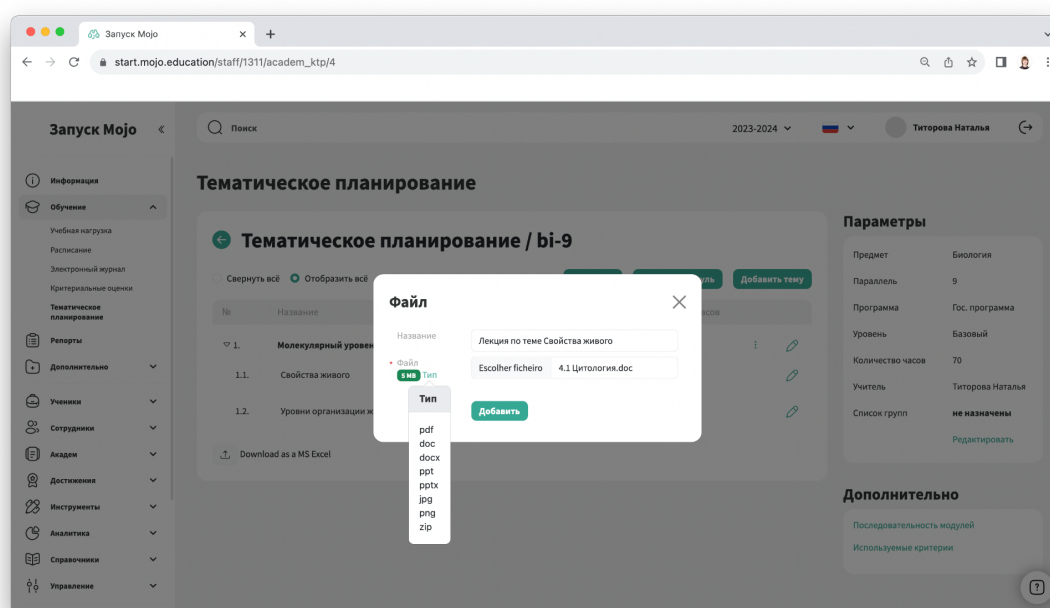 Запуск Mojo
start.mojo.education/staff/1311/academ_ktp/4
Запуск Mojo «
Поиск
2023-2024
Титорова Наталья
Информация
Обучение
Учебная нагрузка
Расписание
Электронный журнал
Критериальные оценки
Тематическое
планирование
Репорты
Дополнительно
Ученики
Сотрудники
Академ
Достижения
Инструменты
Аналитика
Справочники
Управление
Тематическое планирование
Тематическое планирование / bi-9
Свернуть всё
Отобразить всё
Добавить тему
№
Название
1.
Молекулярный уровен
1.1.
Свойства живого
1.2.
Уровни организации ж
Download as a MS Excel
Файл
Название
Лекция по теме Свойства живого
• Файл
5 MB Тип
Escolher ficheiro 4.1 Цитология.doc
Добавить
Тип
pdf
doc
docx
ppt
pptx
jpg
png
zip
Параметры
Предмет Биология
Параллель 9
Программа Гос. программа
Уровень Базовый
Количество часов 70
Учитель Титорова Наталья
Список групп не назначены
Редактировать
Дополнительно
Последовательность модулей
Используемые критерии